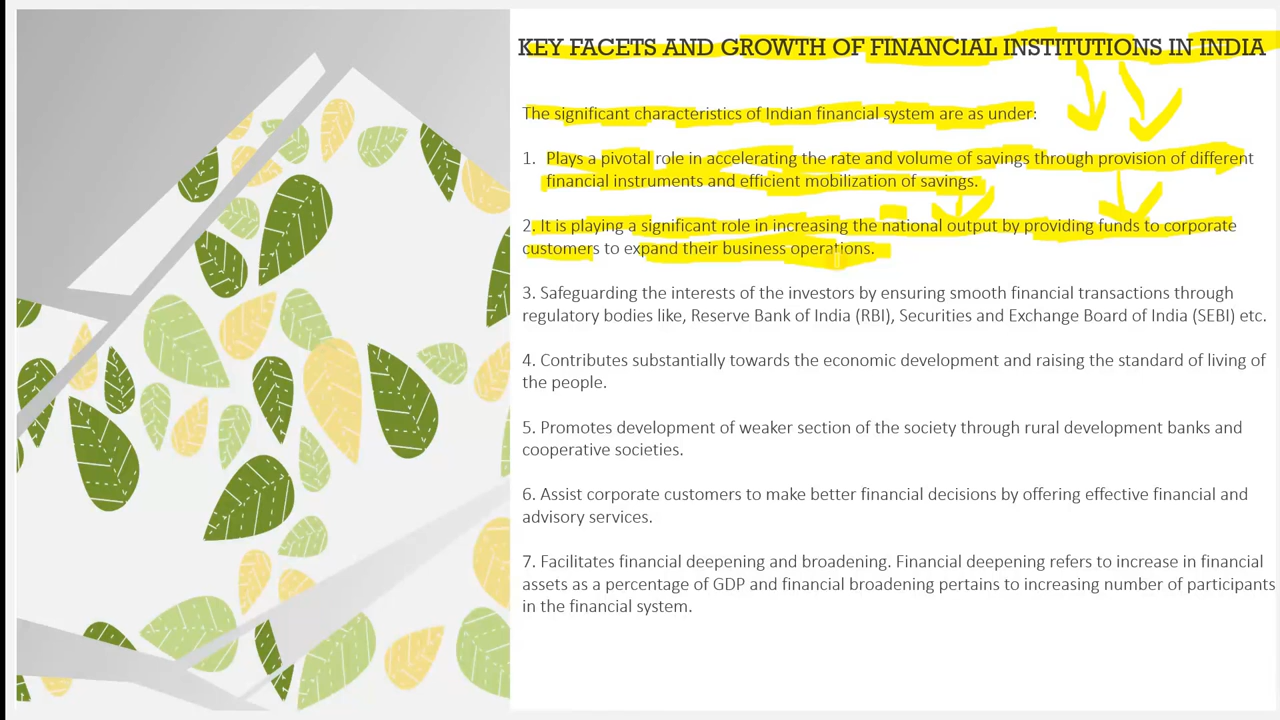 KEY FACETS AND GROWTH OF FINANCIAL INSTITUTIONS IN INDIA
The significant characteristics of Indian financial system are as under:
1. Plays a pivotal role in accelerating the rate and volume of savings through provision of different
financial instruments and efficient mobilization of savings.
2. It is playing a significant role in increasing the national output by providing funds to corporate
customers to expand their business operations.
3. Safeguarding the interests of the investors by ensuring smooth financial transactions through
regulatory bodies like, Reserve Bank of India (RBI), Securities and Exchange Board of India (SEBI) etc.
4. Contributes substantially towards the economic development and raising the standard of living of
the people.
5. Promotes development of weaker section of the society through rural development banks and
cooperative societies.
6. Assist corporate customers to make better financial decisions by offering effective financial and
advisory services.
7. Facilitates financial deepening and broadening. Financial deepening refers to increase in financial
assets as a percentage of GDP and financial broadening pertains to increasing number of participants
in the financial system.